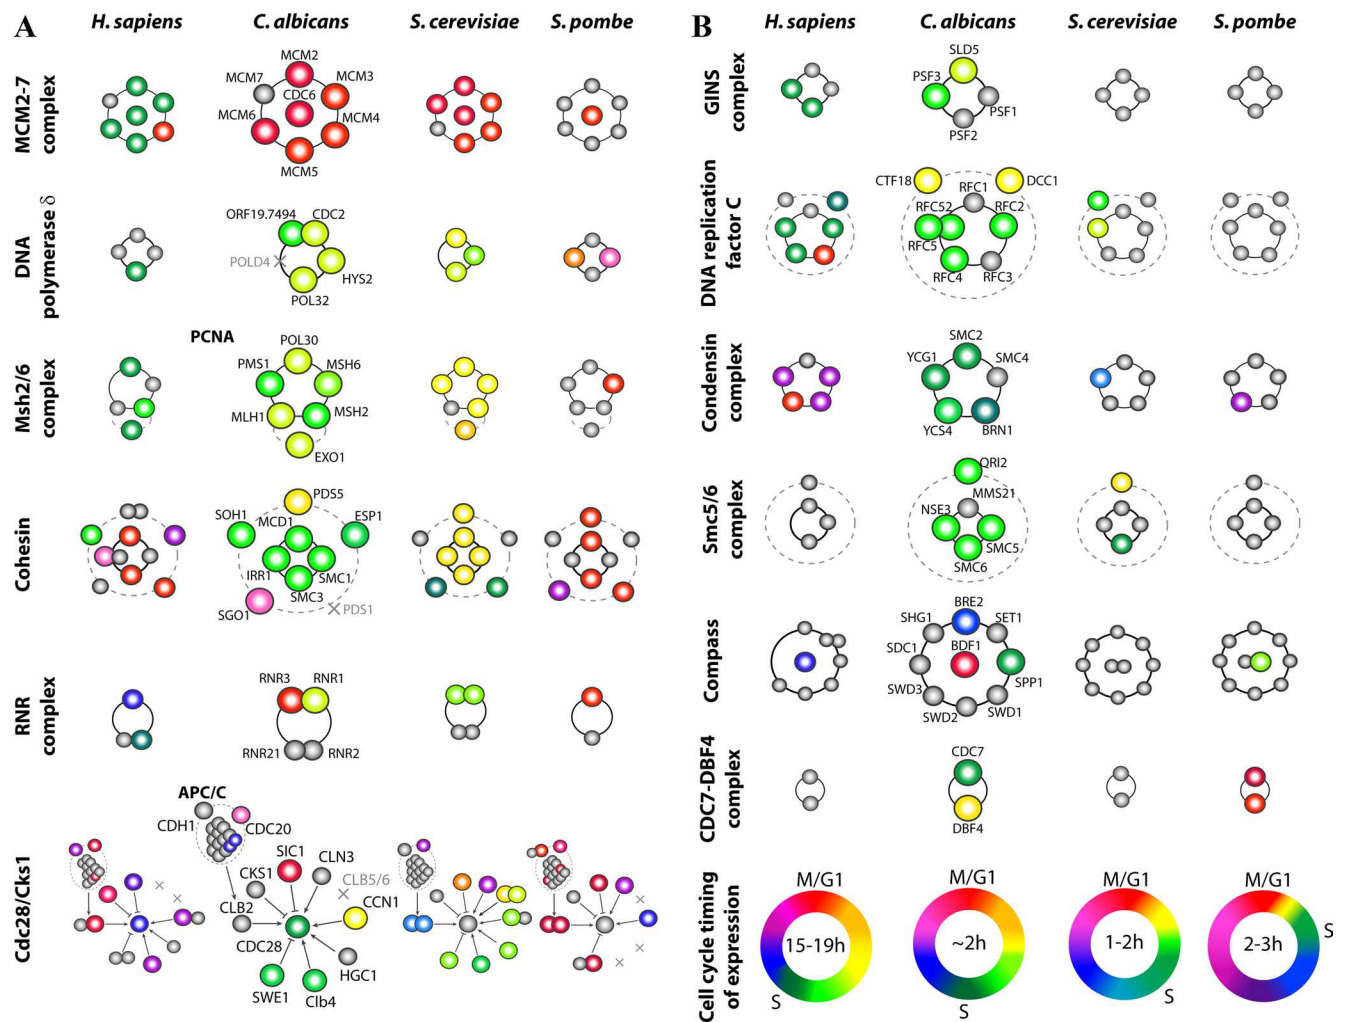 A
H. sapiens
C. albicans
S. cerevisiae
S. pombe
MCM2-7
complex
MCM2
MCM7
MCM3
CDC6
MCM6
MCM4
MCM5
DNA
polymerase δ
ORF19.7494
CDC2
POLD4
HYS2
POL32
Msh2/6
complex
PCNA
POL30
PMS1
MSH6
MLH1
MSH2
EXO1
Cohesin
PDS5
SOH1
MCD1
ESP1
IRR1
SMC1
SMC3
SGO1
PDS1
RNR
complex
RNR3
RNR1
RNR21
RNR2
Cdc28/Cks1
APC/C
CDH1
CDC20
SIC1
CLN3
CKS1
CLB5/6
CLB2
CCN1
CDC28
HGC1
SWE1
Clb4
B
H. sapiens
C. albicans
S. cerevisiae
S. pombe
GINS
complex
SLD5
PSF3
PSF1
PSF2
DNA replication
factor C
CTF18
DCC1
RFC1
RFC52
RFC2
RFC5
RFC4
RFC3
Condensin
complex
SMC2
YCG1
SMC4
YCS4
BRN1
Smc5/6
complex
QRI2
MMS21
NSE3
SMC5
SMC6
Compass
BRE2
SHG1
SET1
SDC1
BDF1
SWD3
SPP1
SWD2
SWD1
CDC7-DBF4
complex
CDC7
DBF4
Cell cycle timing
of expression
M/G1
15-19h
S
M/G1
~2h
S
M/G1
1-2h
S
M/G1
2-3h
S